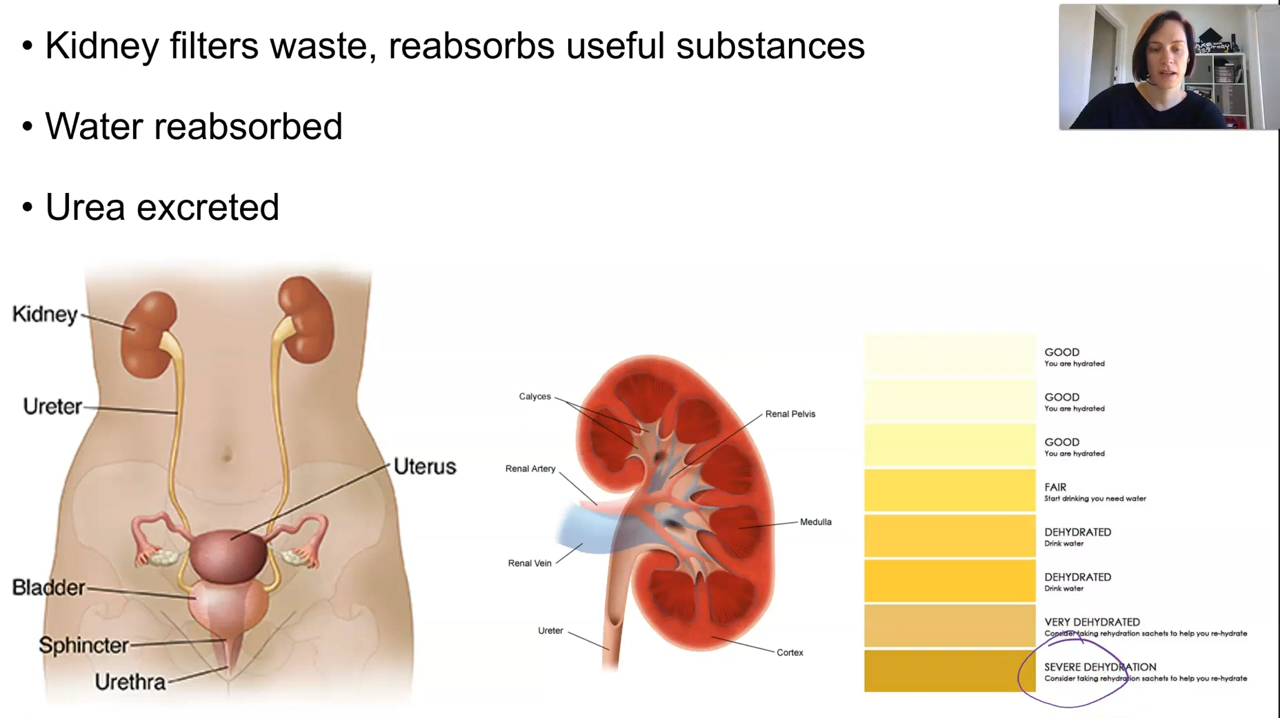 • Kidney filters waste, reabsorbs useful substances
• Water reabsorbed
• Urea excreted
Kidney
Ureter
Uterus
Bladder
Sphincter
Urethra
Calyces
Renal Pelvis
Renal Artery
Medulla
Renal Vein
Ureter
Cortex
GOOD
You are hydrated
GOOD
You are hydrated
GOOD
You are hydrated
FAIR
Start drinking you need water
DEHYDRATED
Drink water
DEHYDRATED
Drink water
VERY DEHYDRATED
Consider taking rehydration sachets to help you re-hydrate
SEVERE DEHYDRATION
Consider taking rehydration sachets to help you re-hydrate